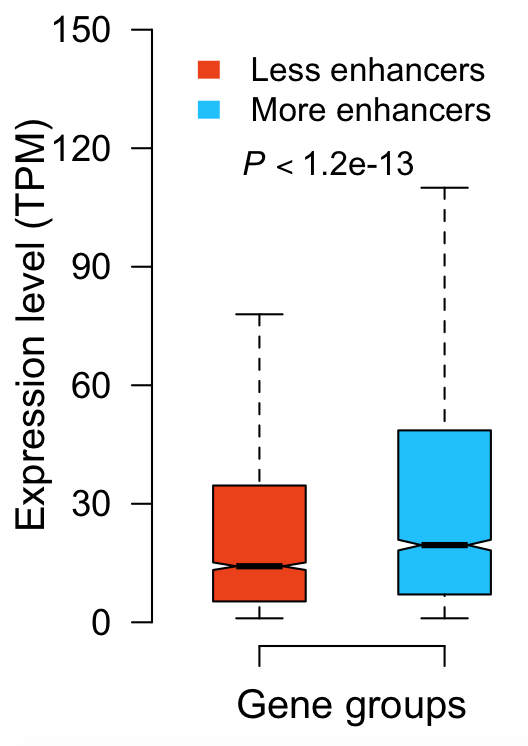 150
120
90
60
30
0
Expression level (TPM)
Less enhancers
More enhancers
P < 1.2e-13
Gene groups